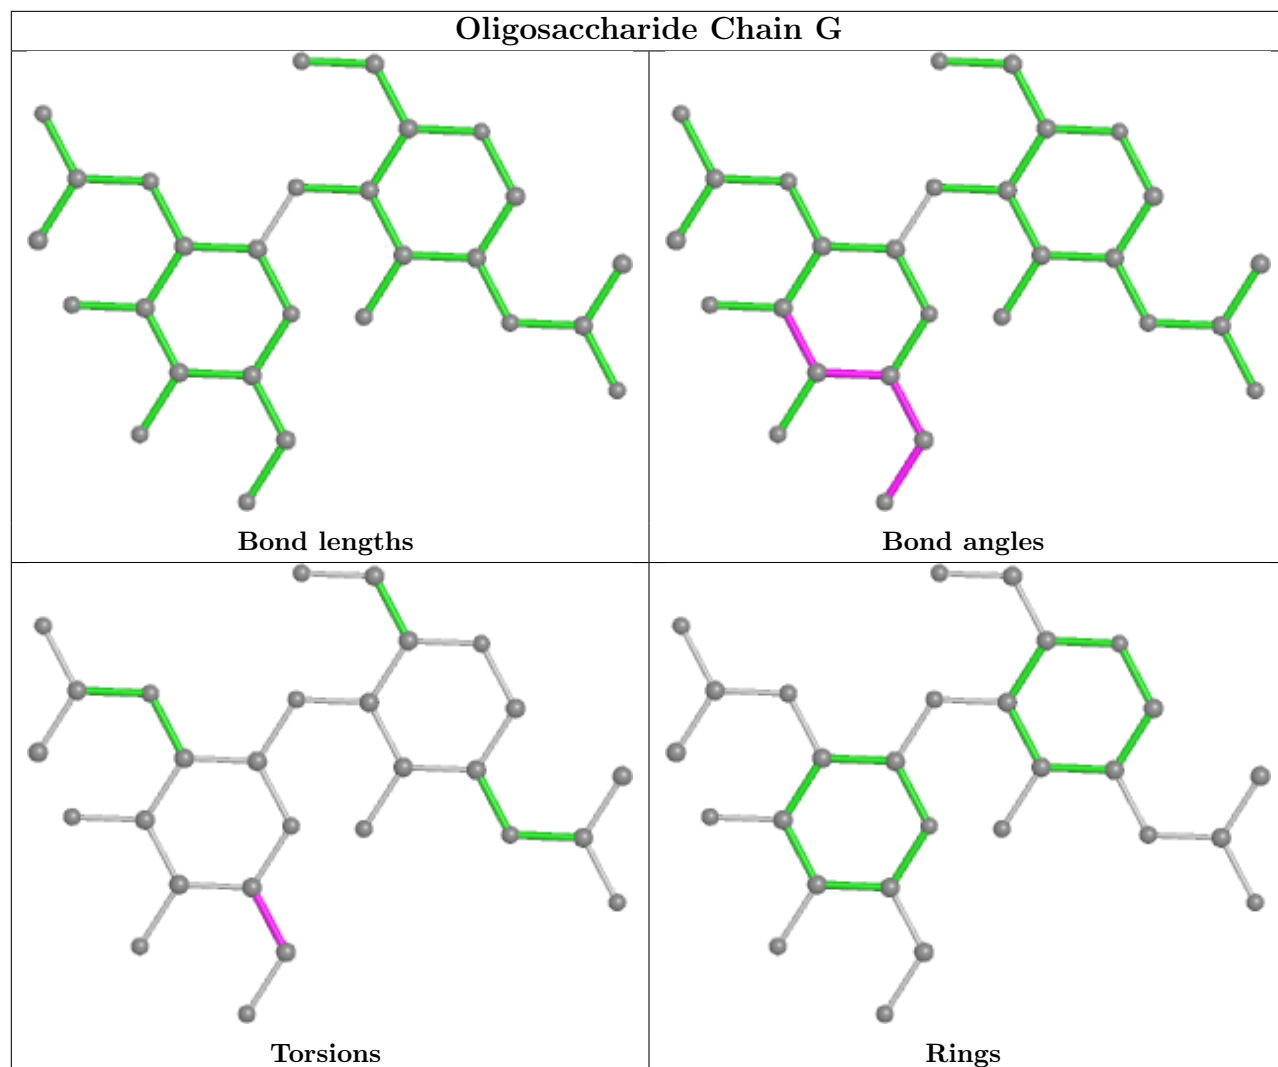 Oligosaccharide Chain G
Bond lengths
Bond angles
Torsions
Rings